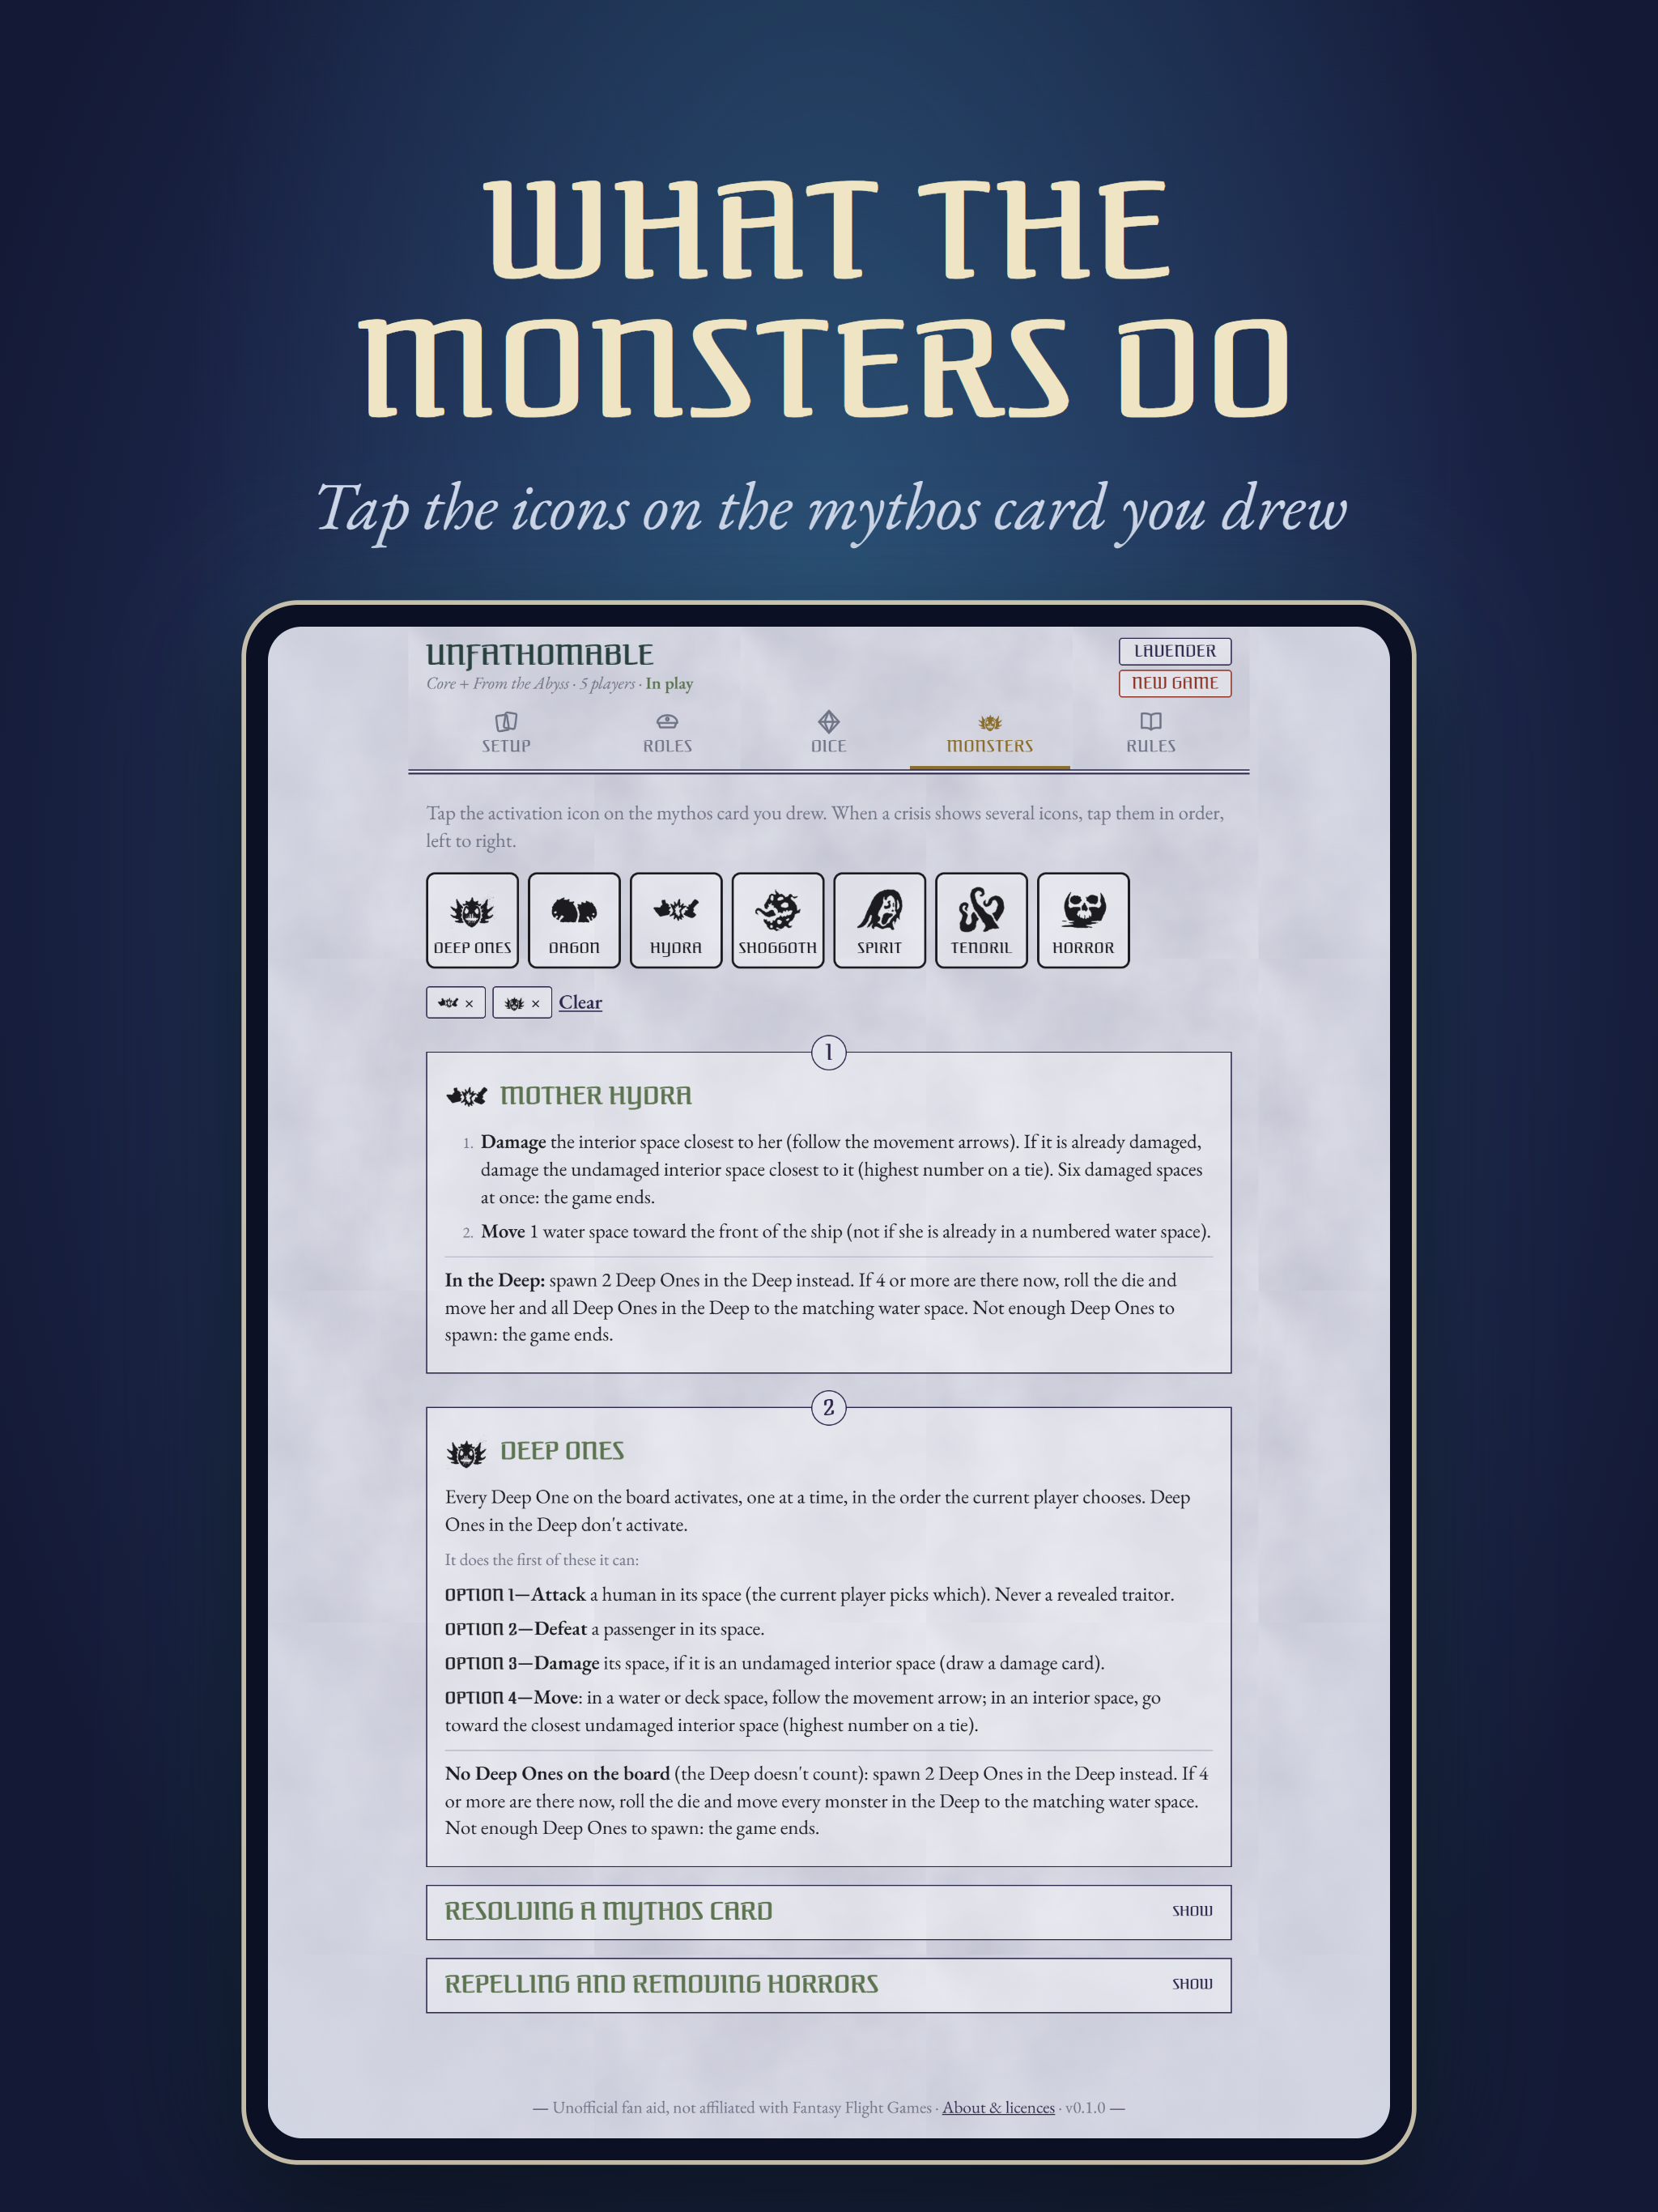 WHAT THE
MONSTERS DO
Tap the icons on the mythos card you drew
UNFATHOMABLE
LAVENDER
Core + From the Abyss · 5 players · In play
NEW GAME
SETUP ROLES DICE MONSTERS RULES
Tap the activation icon on the mythos card you drew. When a crisis shows several icons, tap them in order,
left to right.
DEEP ONES DAGON HYDRA SHOGGOTH SPIRIT TENDRIL HORROR
× × Clear
1
MOTHER HYDRA
1. Damage the interior space closest to her (follow the movement arrows). If it is already damaged,
damage the undamaged interior space closest to it (highest number on a tie). Six damaged spaces
at once: the game ends.
2. Move 1 water space toward the front of the ship (not if she is already in a numbered water space).
In the Deep: spawn 2 Deep Ones in the Deep instead. If 4 or more are there now, roll the die and
move her and all Deep Ones in the Deep to the matching water space. Not enough Deep Ones to
spawn: the game ends.
2
DEEP ONES
Every Deep One on the board activates, one at a time, in the order the current player chooses. Deep
Ones in the Deep don't activate.
It does the first of these it can:
OPTION 1—Attack a human in its space (the current player picks which). Never a revealed traitor.
OPTION 2—Defeat a passenger in its space.
OPTION 3—Damage its space, if it is an undamaged interior space (draw a damage card).
OPTION 4—Move: in a water or deck space, follow the movement arrow; in an interior space, go
toward the closest undamaged interior space (highest number on a tie).
No Deep Ones on the board (the Deep doesn't count): spawn 2 Deep Ones in the Deep instead. If 4
or more are there now, roll the die and move every monster in the Deep to the matching water space.
Not enough Deep Ones to spawn: the game ends.
RESOLVING A MYTHOS CARD SHOW
REPELLING AND REMOVING HORRORS SHOW
— Unofficial fan aid, not affiliated with Fantasy Flight Games · About & licences · v0.1.0 —